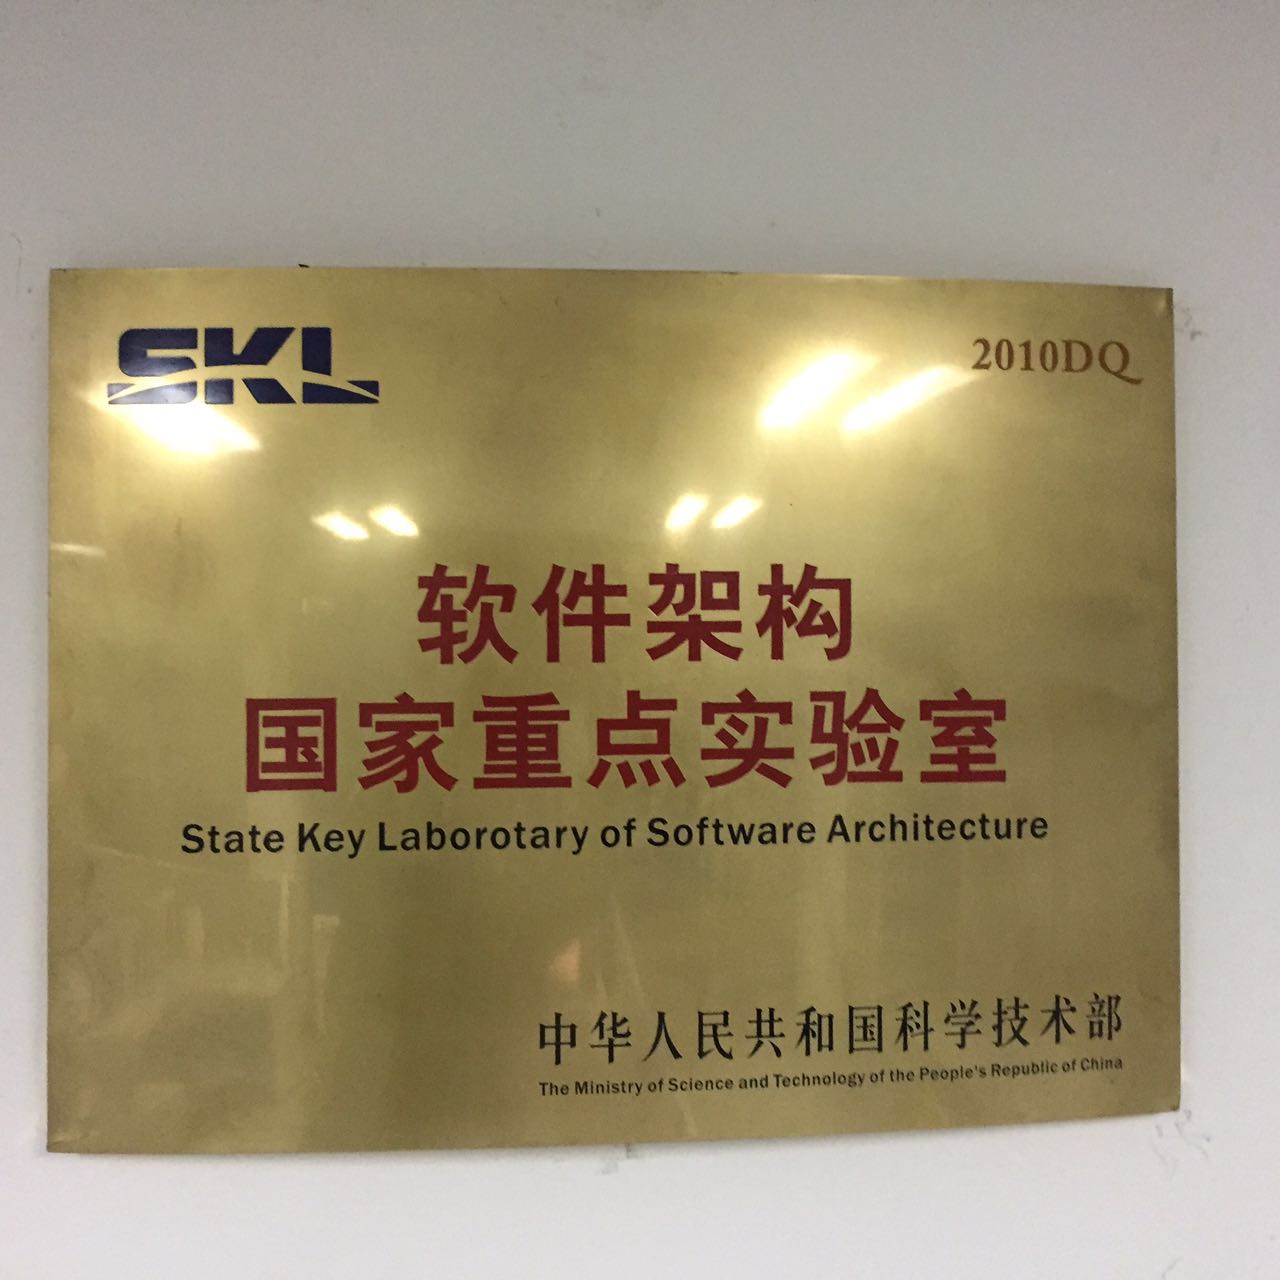 SKL
2010DQ
软件架构
国家重点实验室
State Key Laborotary of Software Architecture
中华人民共和国科学技术部
The Ministry of Science and Technology of the People's Republic of China